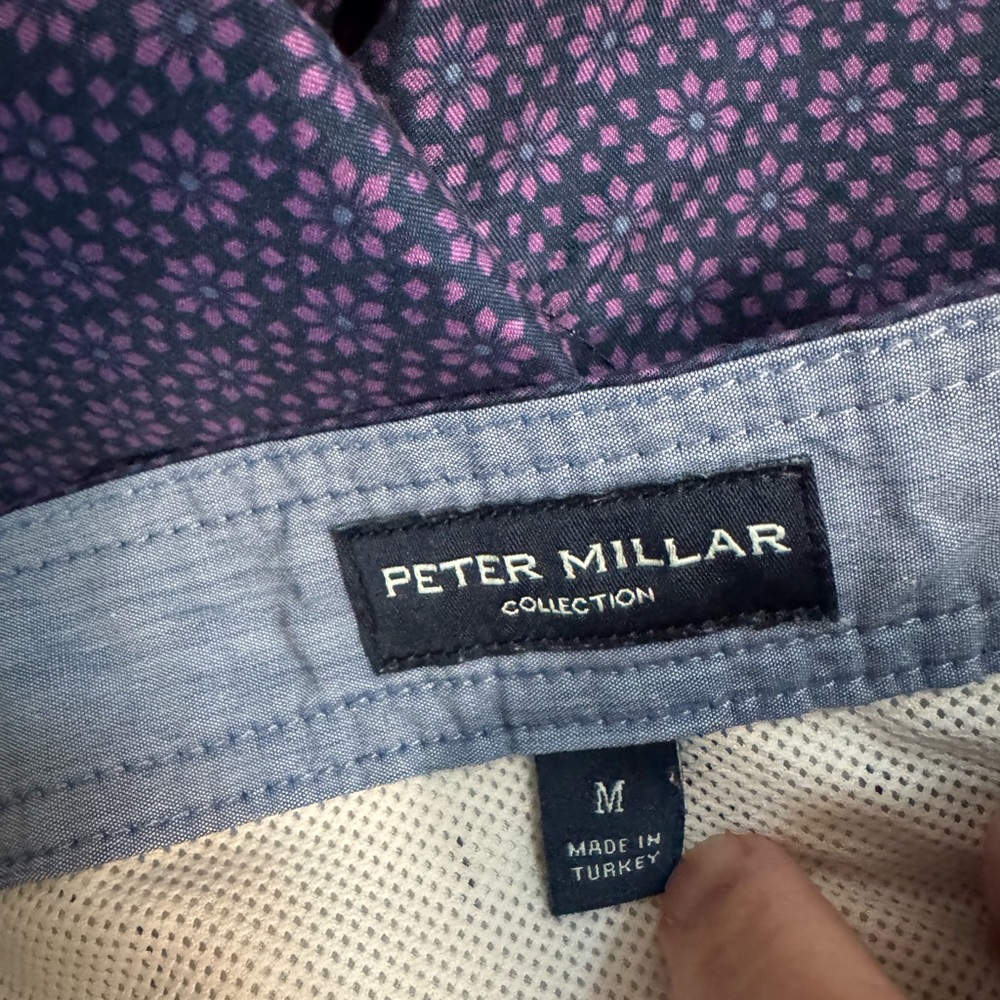 PETER MILLAR
COLLECTION
M
MADE IN
TURKEY